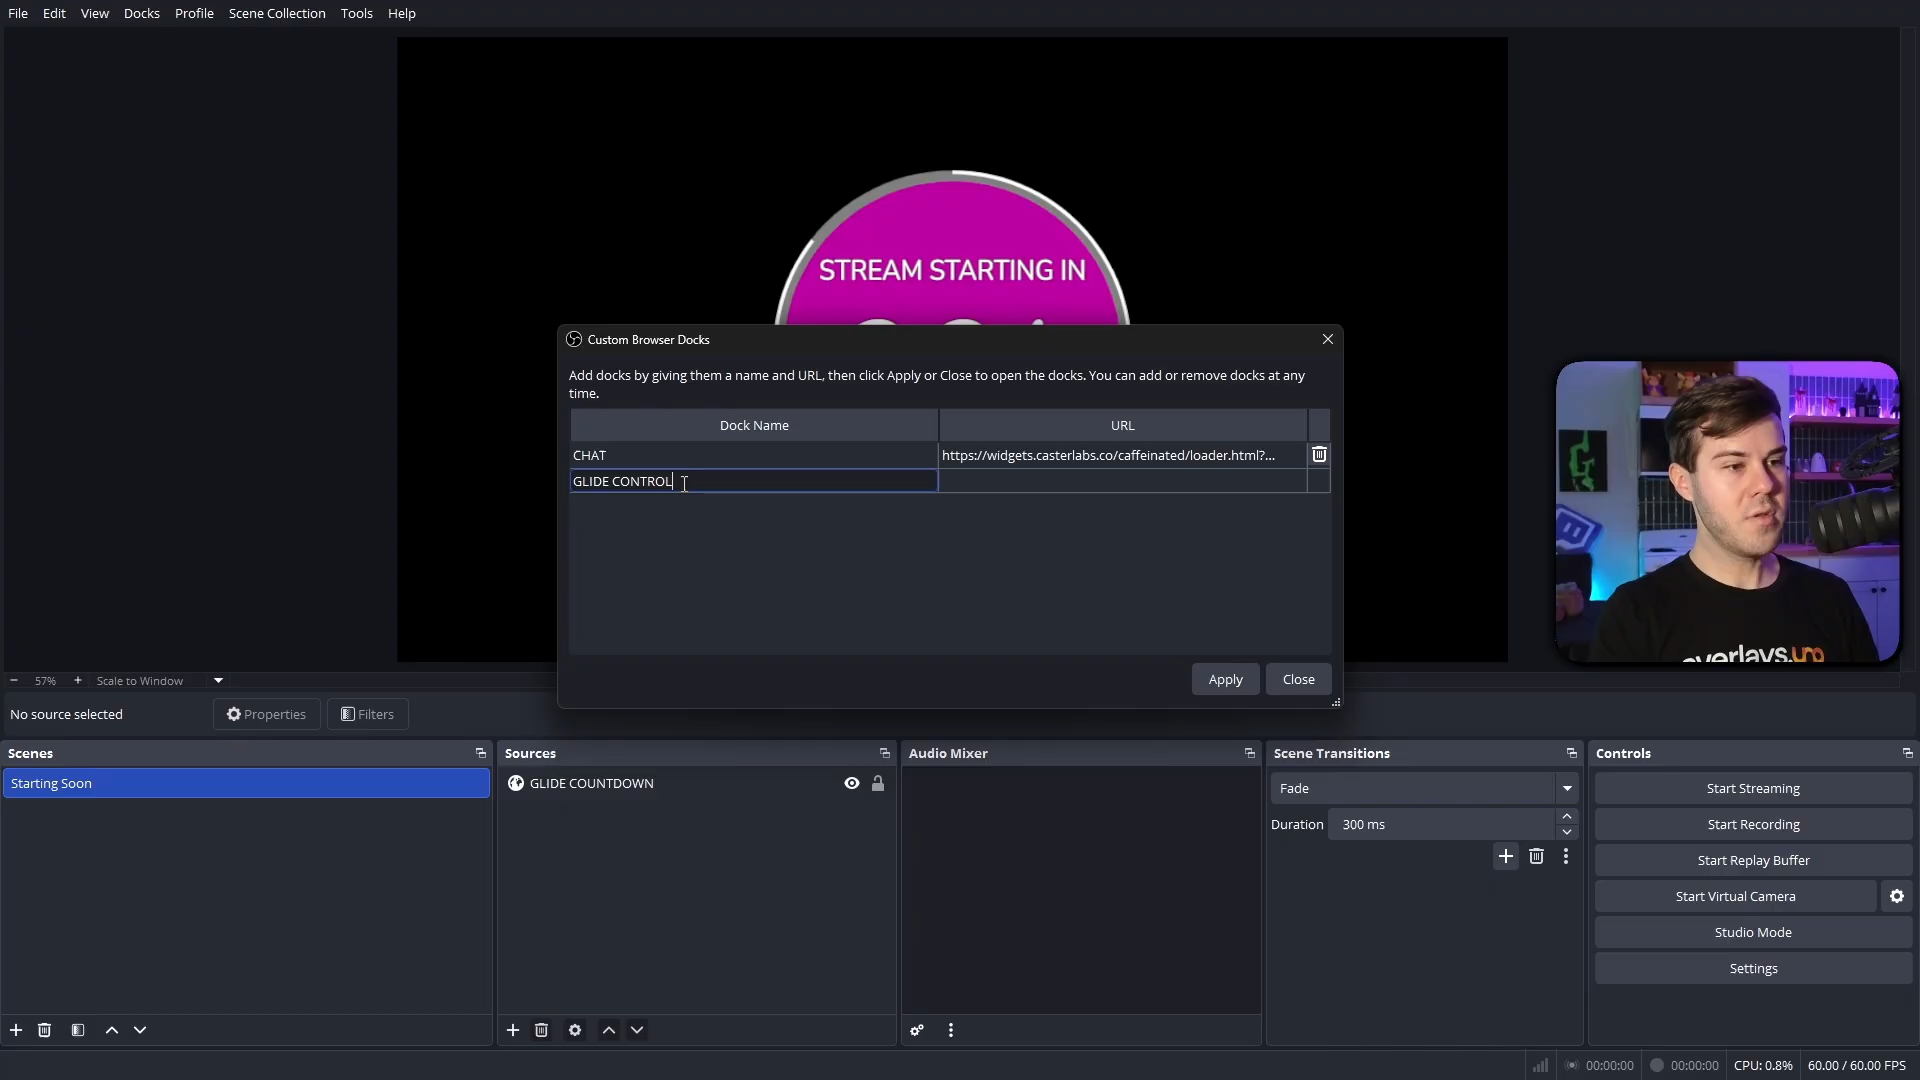 File Edit View Docks Profile Scene Collection Tools Help
STREAM STARTING IN
Custom Browser Docks
Add docks by giving them a name and URL, then click Apply or Close to open the docks. You can add or remove docks at any
time.
Dock Name URL
CHAT https://widgets.casterlabs.co/caffeinated/loader.html?...
GLIDE CONTROL
Apply Close
overlays.uno
57% Scale to Window
No source selected Properties Filters
Scenes Sources Audio Mixer Scene Transitions Controls
Starting Soon
GLIDE COUNTDOWN
Fade
Duration 300 ms
Start Streaming
Start Recording
Start Replay Buffer
Start Virtual Camera
Studio Mode
Settings
00:00:00 00:00:00 CPU: 0.8% 60.00 / 60.00 FPS